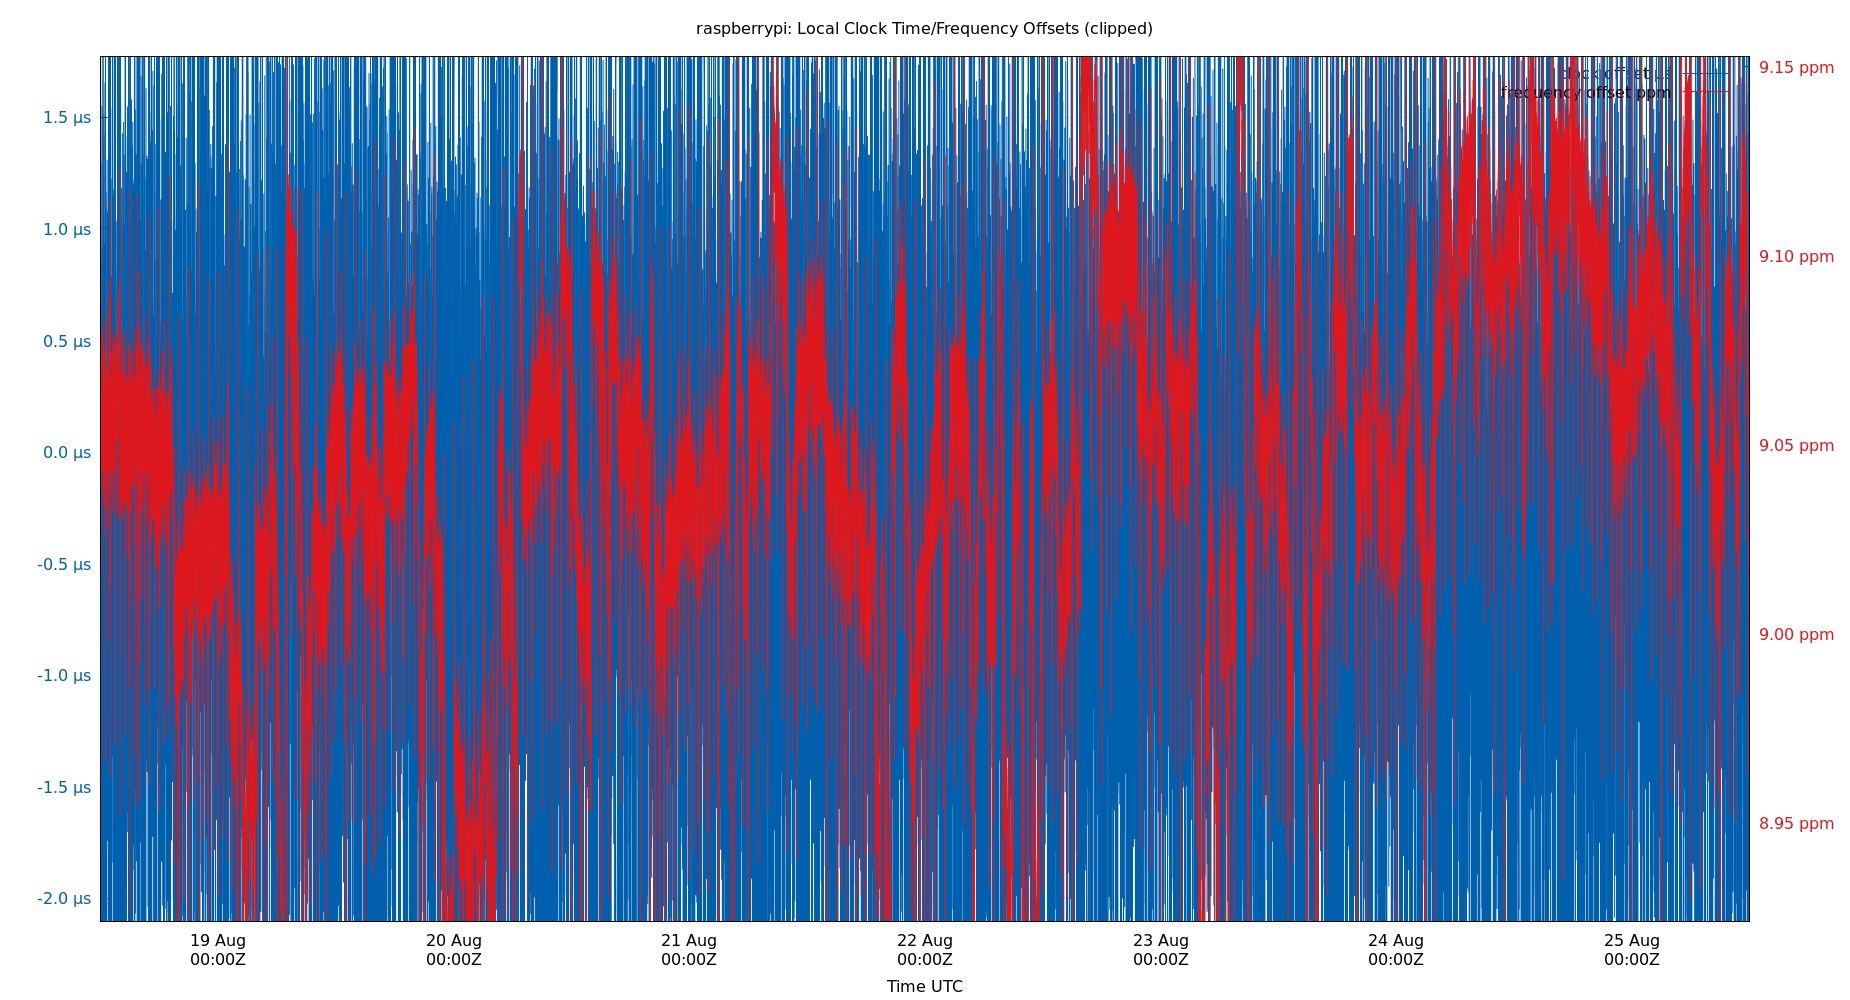 raspberrypi: Local Clock Time/Frequency Offsets (clipped)
clock offset µs
frequency offset ppm
1.5 µs
1.0 µs
0.5 µs
0.0 µs
-0.5 µs
-1.0 µs
-1.5 µs
-2.0 µs
9.15 ppm
9.10 ppm
9.05 ppm
9.00 ppm
8.95 ppm
19 Aug
00:00Z
20 Aug
00:00Z
21 Aug
00:00Z
22 Aug
00:00Z
23 Aug
00:00Z
24 Aug
00:00Z
25 Aug
00:00Z
Time UTC